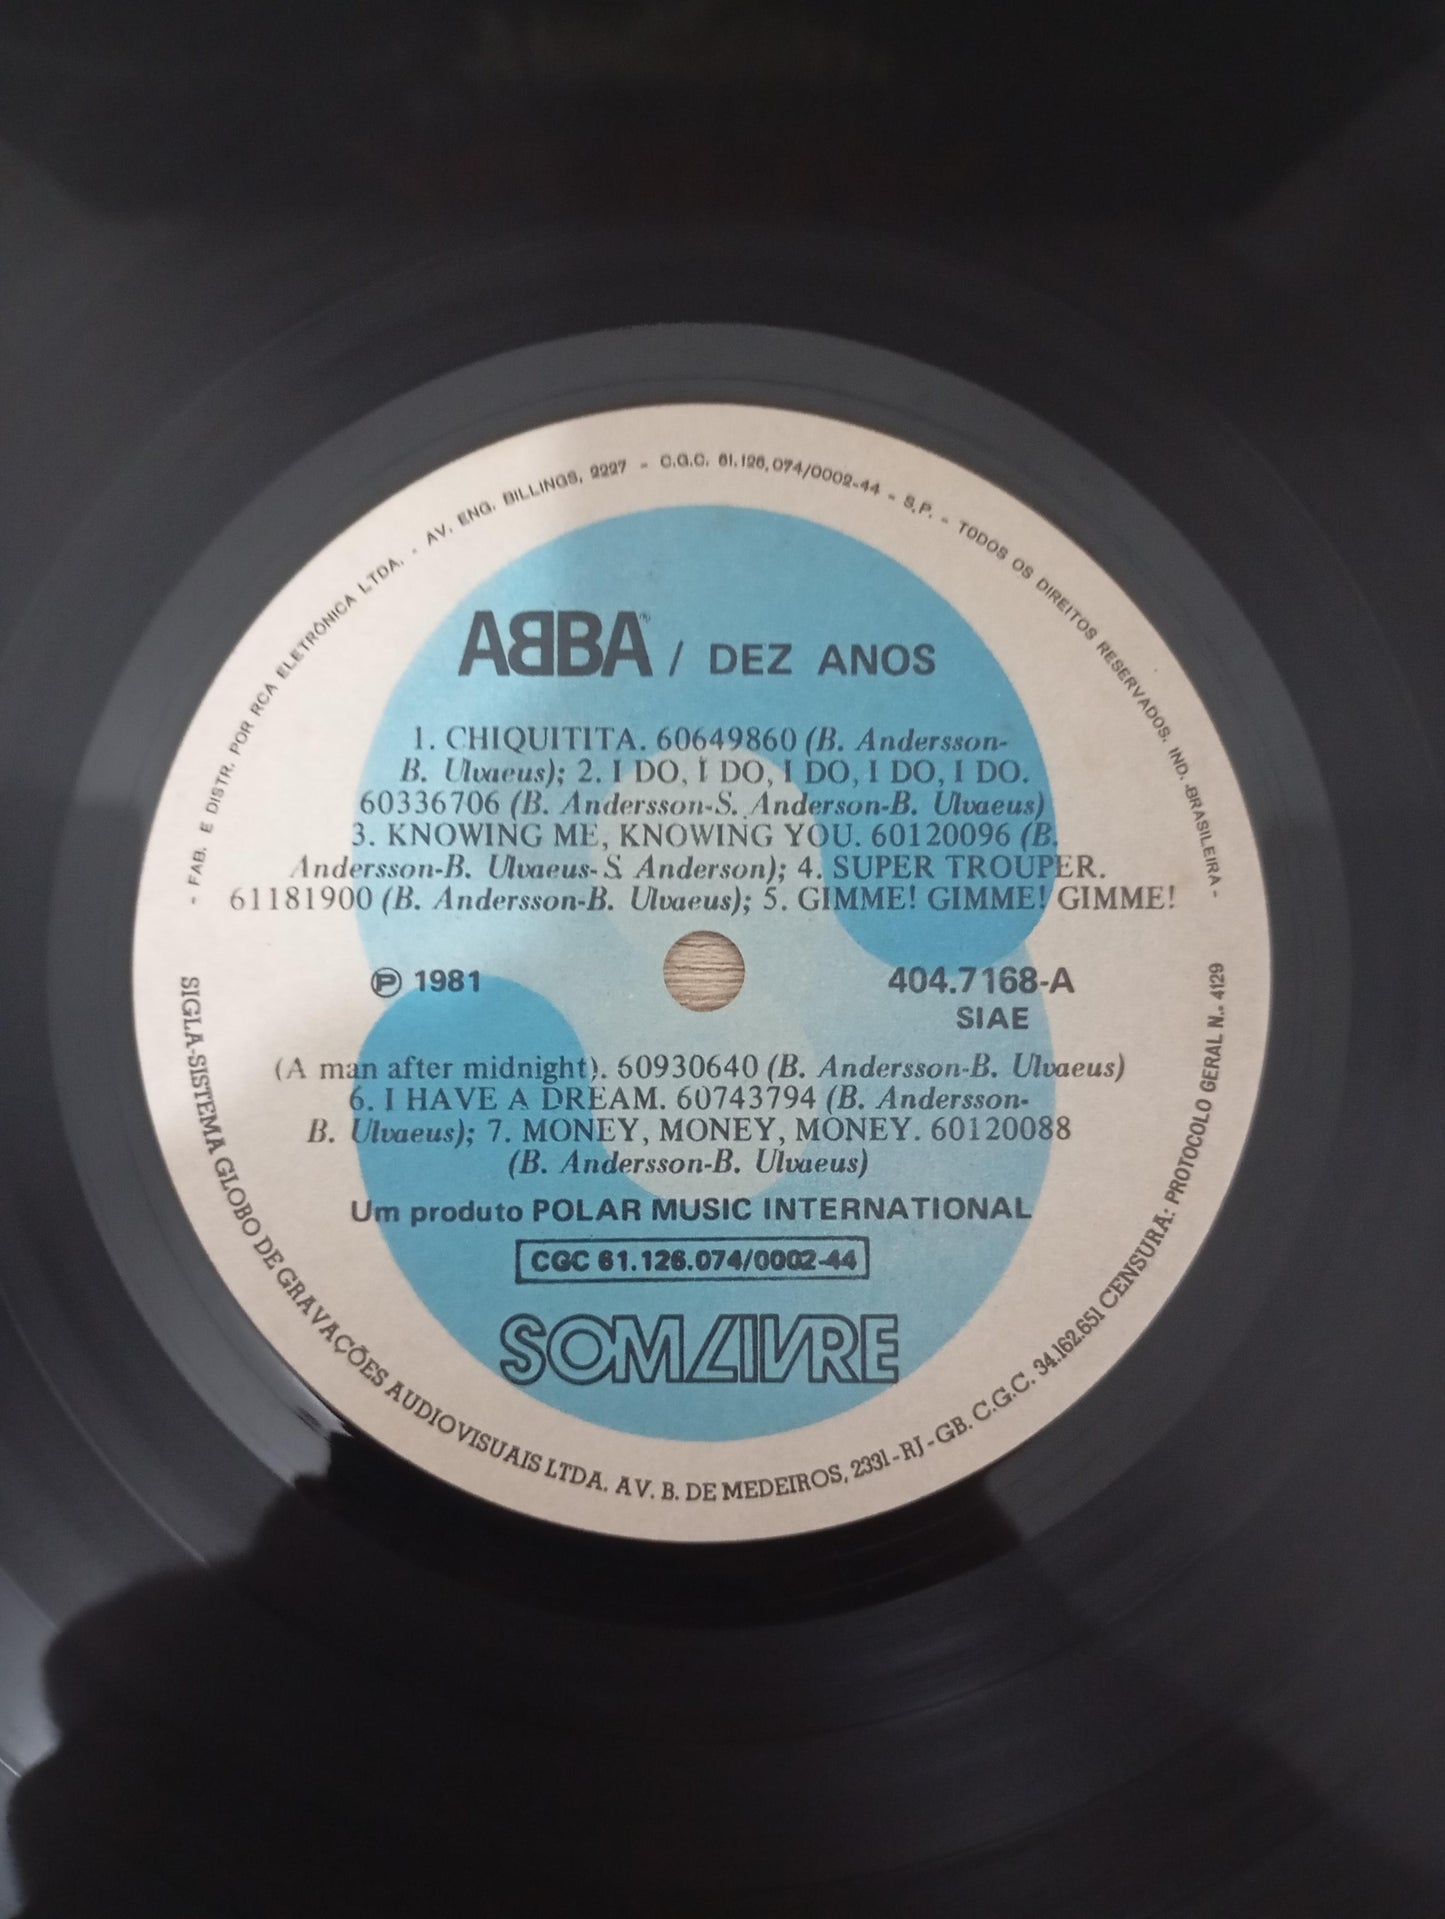 - FAB. E DISTR. POR RCA ELETRÔNICA LTDA. - AV. ENG. BILLINGS, 2227 - C.G.C. 61.126.074/0002-44 - S.P. - TODOS OS DIREITOS RESERVADOS. IND. BRASILEIRA -
ABBA / DEZ ANOS
1. CHIQUITITA. 60649860 (B. Andersson-
B. Ulvaeus); 2. I DO, I DO, I DO, I DO, I DO.
60336706 (B. Andersson-S. Anderson-B. Ulvaeus)
3. KNOWING ME, KNOWING YOU. 60120096 (B.
Andersson-B. Ulvaeus-S Anderson); 4. SUPER TROUPER.
61181900 (B. Andersson-B. Ulvaeus); 5. GIMME! GIMME! GIMME!
℗ 1981
404.7168-A
SIAE
(A man after midnight). 60930640 (B. Andersson-B. Ulvaeus)
6. I HAVE A DREAM. 60743794 (B. Andersson-
B. Ulvaeus); 7. MONEY, MONEY, MONEY. 60120088
(B. Andersson-B. Ulvaeus)
Um produto POLAR MUSIC INTERNATIONAL
CGC 61.126.074/0002-44
SOM LIVRE
SIGLA-SISTEMA GLOBO DE GRAVAÇÕES AUDIOVISUAIS LTDA. AV. B. DE MEDEIROS, 2331-RJ-GB. C.G.C. 34.162.651 CENSURA: PROTOCOLO GERAL N.º 4129